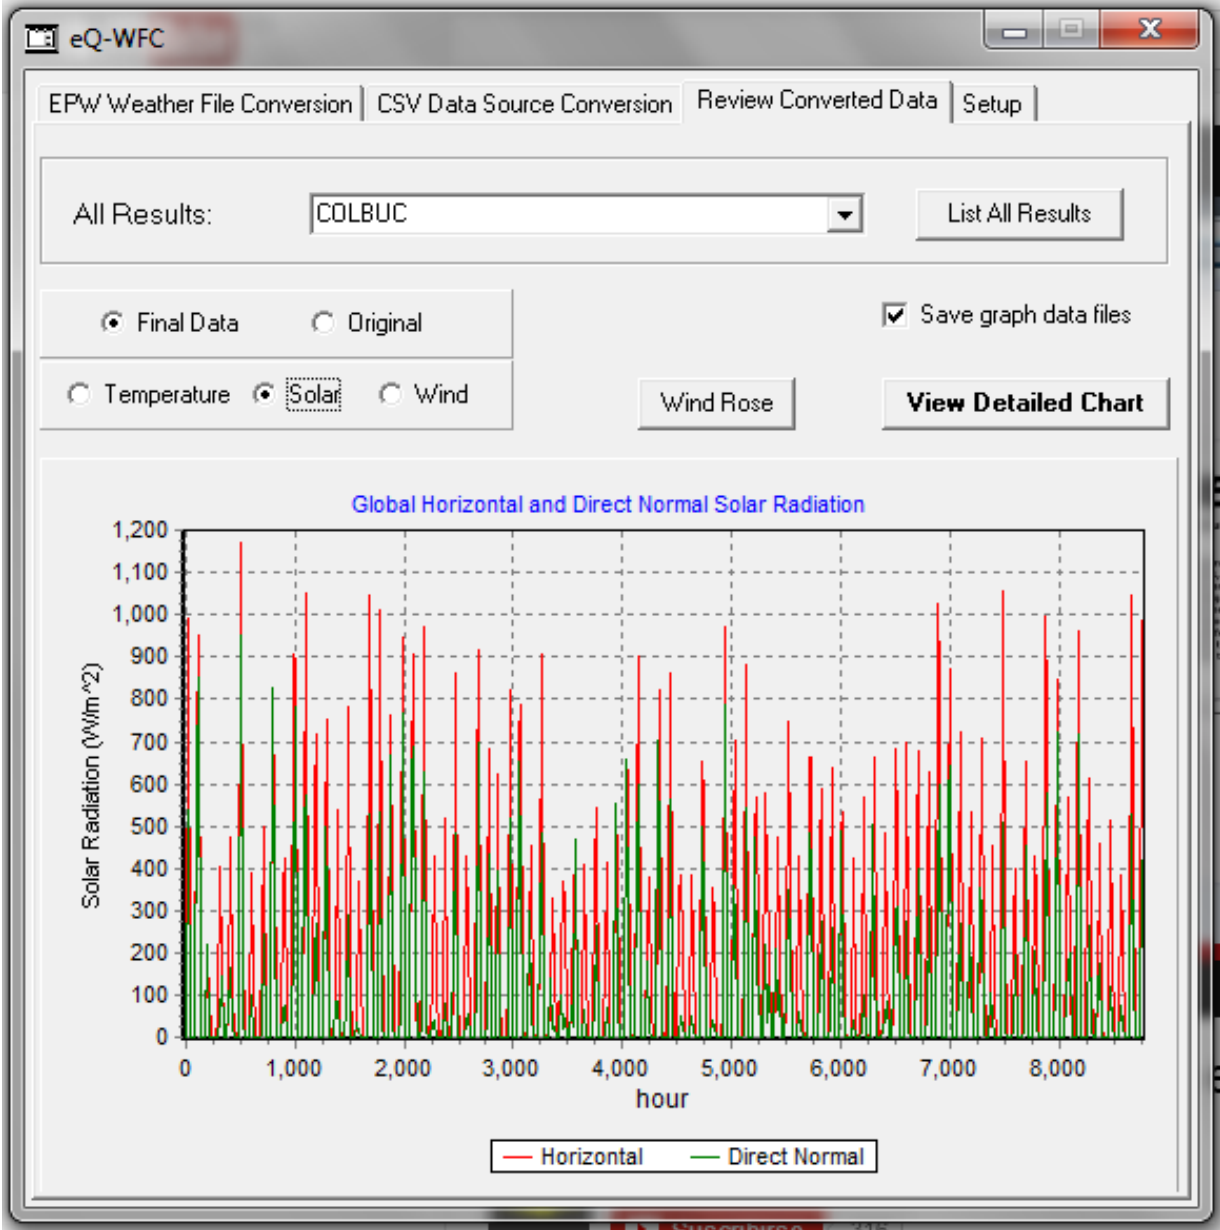 eQ-WFC
EPW Weather File Conversion
CSV Data Source Conversion
Review Converted Data
Setup
All Results:
COLBUC
List All Results
Final Data
Original
Save graph data files
Temperature
Solar
Wind
Wind Rose
View Detailed Chart
Global Horizontal and Direct Normal Solar Radiation
Solar Radiation (W/m^2)
1,200
1,100
1,000
900
800
700
600
500
400
300
200
100
0
0 1,000 2,000 3,000 4,000 5,000 6,000 7,000 8,000
hour
Horizontal
Direct Normal